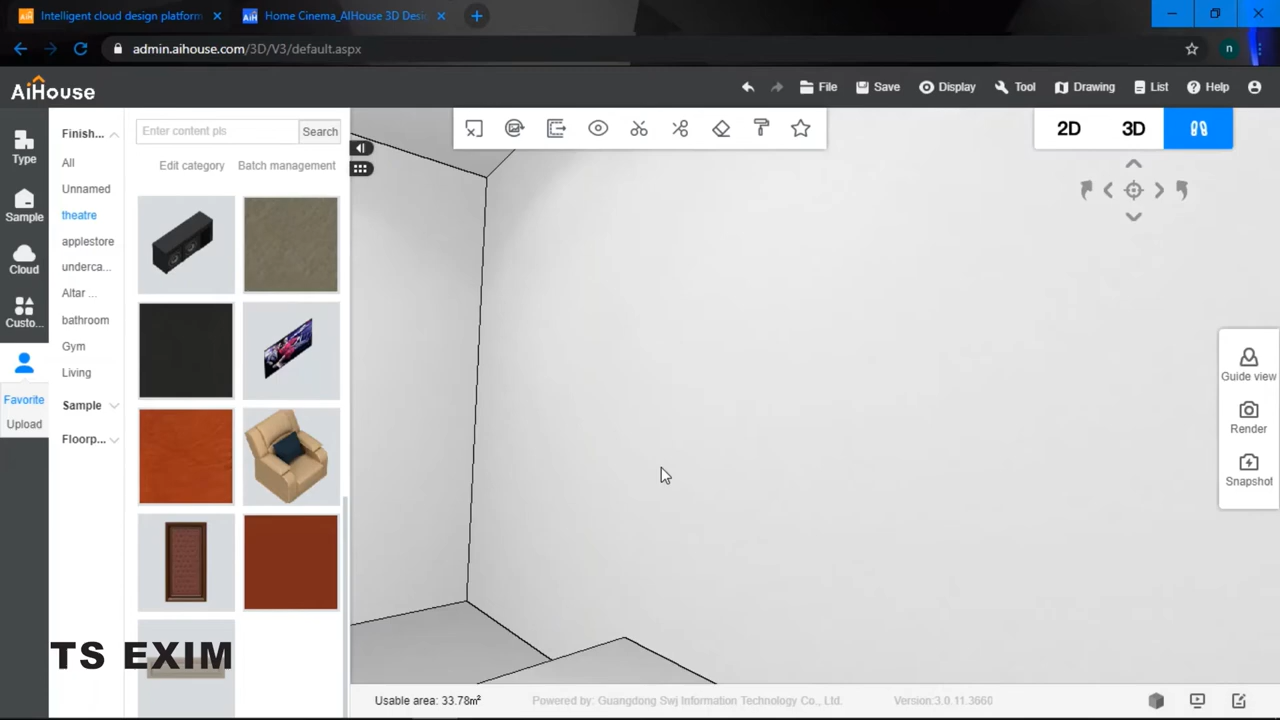 Intelligent cloud design platform
Home Cinema_AIHouse 3D Desi
admin.aihouse.com/3D/V3/default.aspx
n
AiHouse
File
Save
Display
Tool
Drawing
List
Help
Type
Sample
Cloud
Custo...
Favorite
Upload
Finish...
All
Unnamed
theatre
applestore
underca...
Altar ...
bathroom
Gym
Living
Sample
Floorp...
Enter content pls
Search
Edit category
Batch management
2D
3D
Guide view
Render
Snapshot
TS EXIM
Usable area: 33.78m²
Powered by: Guangdong Swj Information Technology Co., Ltd.
Version:3.0.11.3660